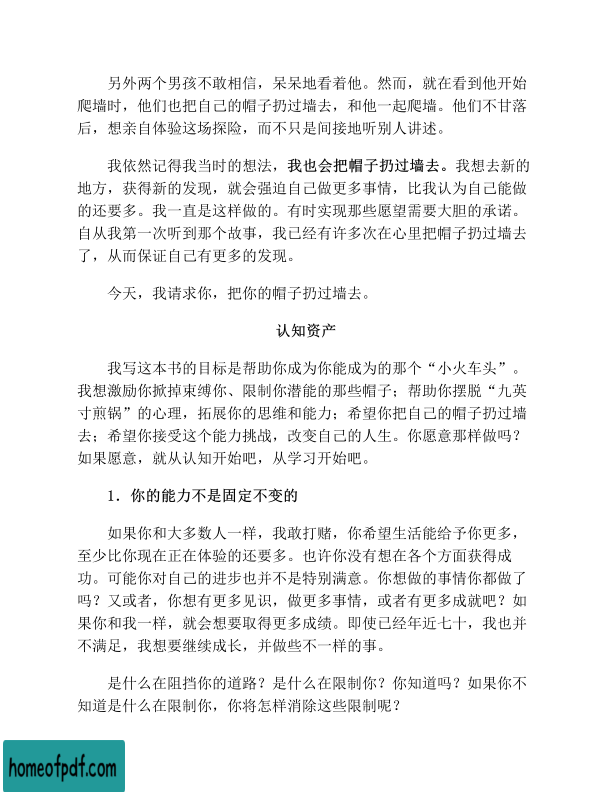 另外两个男孩不敢相信，呆呆地看着他。然而，就在看到他开始
爬墙时，他们也把自己的帽子扔过墙去，和他一起爬墙。他们不甘落
后，想亲自体验这场探险，而不只是间接地听别人讲述。
我依然记得我当时的想法，我也会把帽子扔过墙去。我想去新的
地方，获得新的发现，就会强迫自己做更多事情，比我认为自己能做
的还要多。我一直是这样做的。有时实现那些愿望需要大胆的承诺。
自从我第一次听到那个故事，我已经有许多次在心里把帽子扔过墙去
了，从而保证自己有更多的发现。
今天，我请求你，把你的帽子扔过墙去。
认知资产
我写这本书的目标是帮助你成为你能成为的那个“小火车头”。
我想激励你掀掉束缚你、限制你潜能的那些帽子；帮助你摆脱“九英
寸煎锅”的心理，拓展你的思维和能力；希望你把自己的帽子扔过墙
去；希望你接受这个能力挑战，改变自己的人生。你愿意那样做吗？
如果愿意，就从认知开始吧，从学习开始吧。
1．你的能力不是固定不变的
如果你和大多数人一样，我敢打赌，你希望生活能给予你更多，
至少比你现在正在体验的还要多。也许你没有想在各个方面获得成
功。可能你对自己的进步也并不是特别满意。你想做的事情你都做了
吗？又或者，你想有更多见识，做更多事情，或者有更多成就吧？如
果你和我一样，就会想要取得更多成绩。即使已经年近七十，我也并
不满足，我想要继续成长，并做些不一样的事。
是什么在阻挡你的道路？是什么在限制你？你知道吗？如果你不
知道是什么在限制你，你将怎样消除这些限制呢？
homeofpdf.com